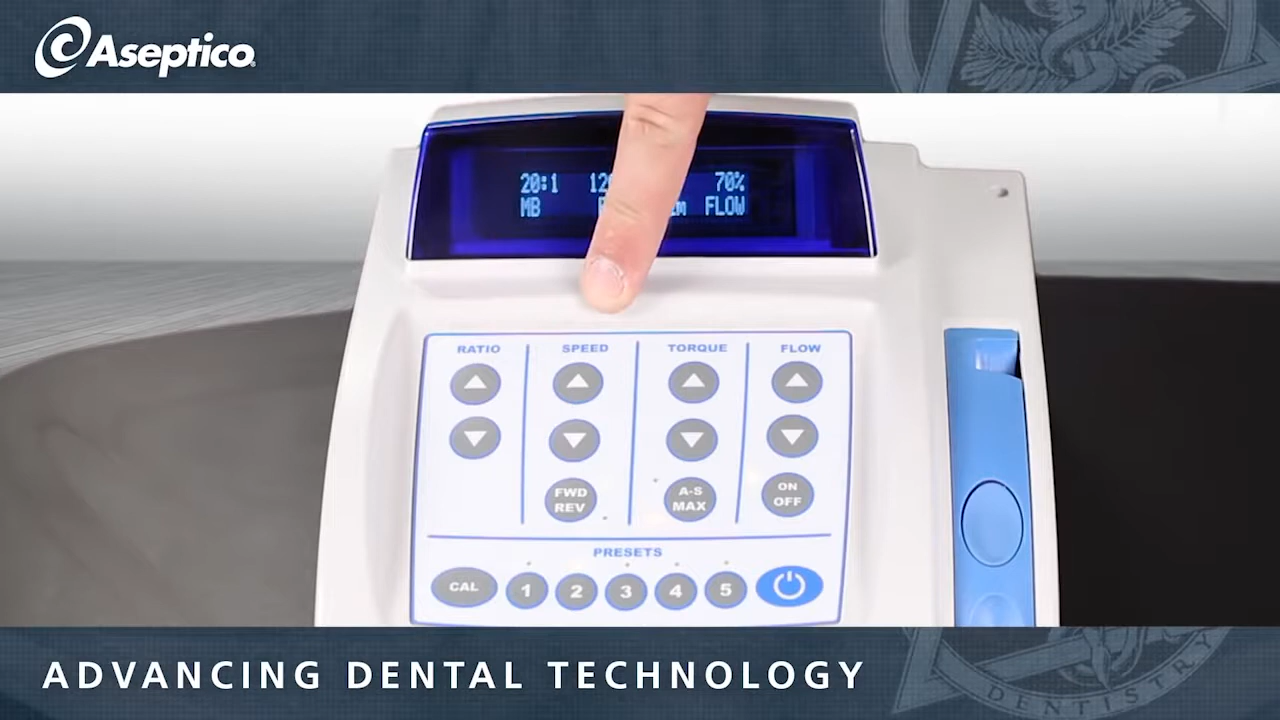 Aseptico
20:1 70%
MB FLOW
RATIO SPEED TORQUE FLOW
FWD
REV
A-S
MAX
ON
OFF
PRESETS
CAL 1 2 3 4 5
ADVANCING DENTAL TECHNOLOGY
DENTISTRY